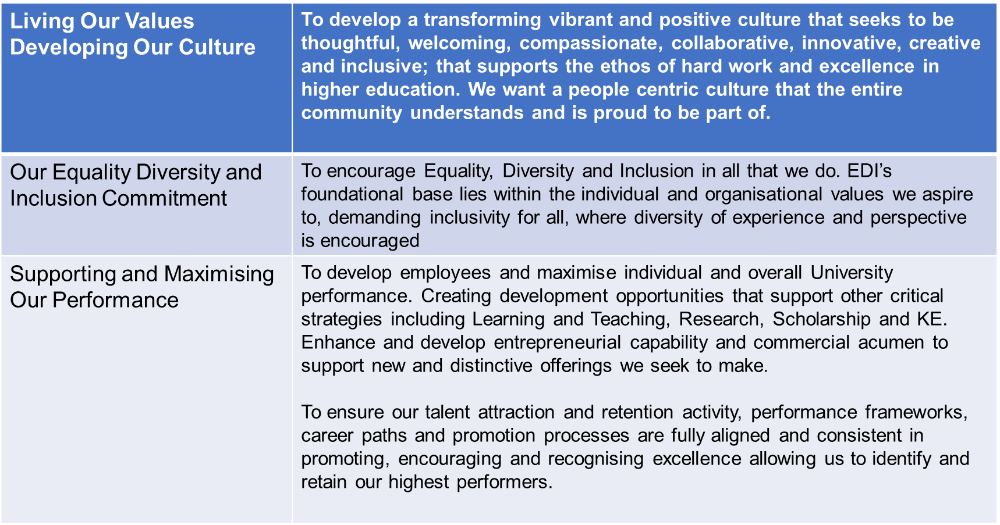 Living Our Values
Developing Our Culture
To develop a transforming vibrant and positive culture that seeks to be
thoughtful, welcoming, compassionate, collaborative, innovative, creative
and inclusive; that supports the ethos of hard work and excellence in
higher education. We want a people centric culture that the entire
community understands and is proud to be part of.
Our Equality Diversity and
Inclusion Commitment
To encourage Equality, Diversity and Inclusion in all that we do. EDI’s
foundational base lies within the individual and organisational values we aspire
to, demanding inclusivity for all, where diversity of experience and perspective
is encouraged
Supporting and Maximising
Our Performance
To develop employees and maximise individual and overall University
performance. Creating development opportunities that support other critical
strategies including Learning and Teaching, Research, Scholarship and KE.
Enhance and develop entrepreneurial capability and commercial acumen to
support new and distinctive offerings we seek to make.
To ensure our talent attraction and retention activity, performance frameworks,
career paths and promotion processes are fully aligned and consistent in
promoting, encouraging and recognising excellence allowing us to identify and
retain our highest performers.